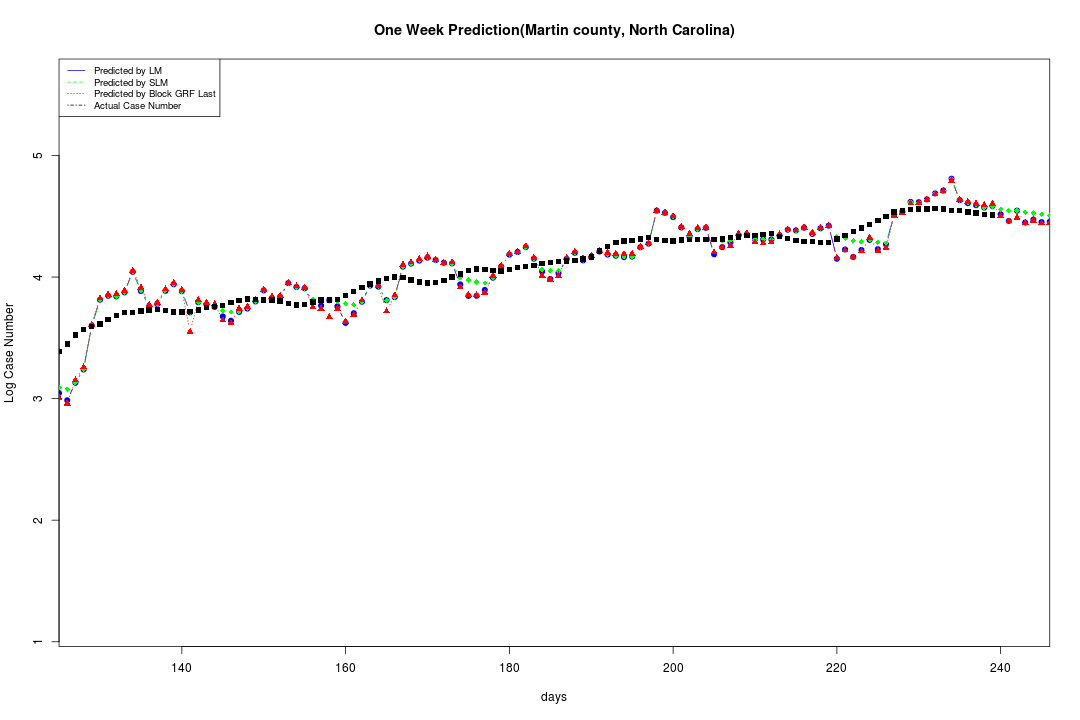 One Week Prediction(Martin county, North Carolina)
Predicted by LM
Predicted by SLM
Predicted by Block GRF Last
Actual Case Number
5
4
3
2
1
Log Case Number
140 160 180 200 220 240
days